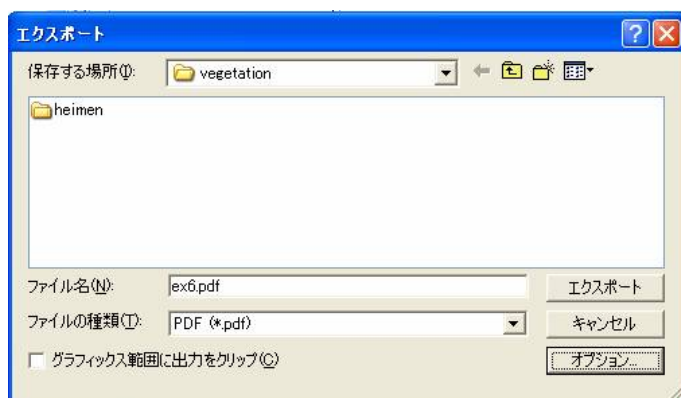 エクスポート
保存する場所(I):
vegetation
heimen
ファイル名(N):
ex6.pdf
エクスポート
ファイルの種類(T):
PDF (*.pdf)
キャンセル
グラフィックス範囲に出力をクリップ(C)
オプション...